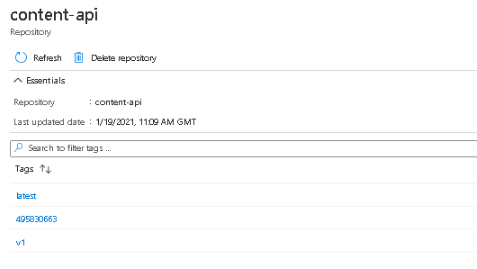 content-api
Repository
Refresh Delete repository
Essentials
Repository : content-api
Last updated date : 1/19/2021, 11:09 AM GMT
Search to filter tags ...
Tags
latest
495830663
v1